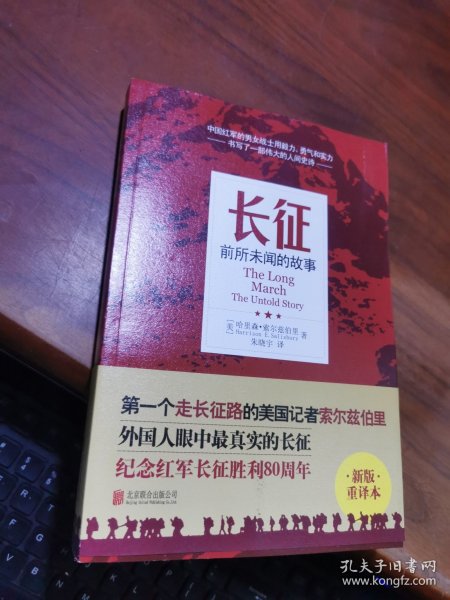 中国红军的男女战士用毅力、勇气和实力
书写了一部伟大的人间史诗
长征
前所未闻的故事
The Long
March
The Untold Story
[美] 哈里森·索尔兹伯里 著
Harrison E. Salisbury
朱晓宇 译
第一个走长征路的美国记者索尔兹伯里
外国人眼中最真实的长征
纪念红军长征胜利80周年
新版
重译本
北京联合出版公司
Beijing United Publishing Co.,Ltd.
孔夫子旧书网
www.kongfz.com